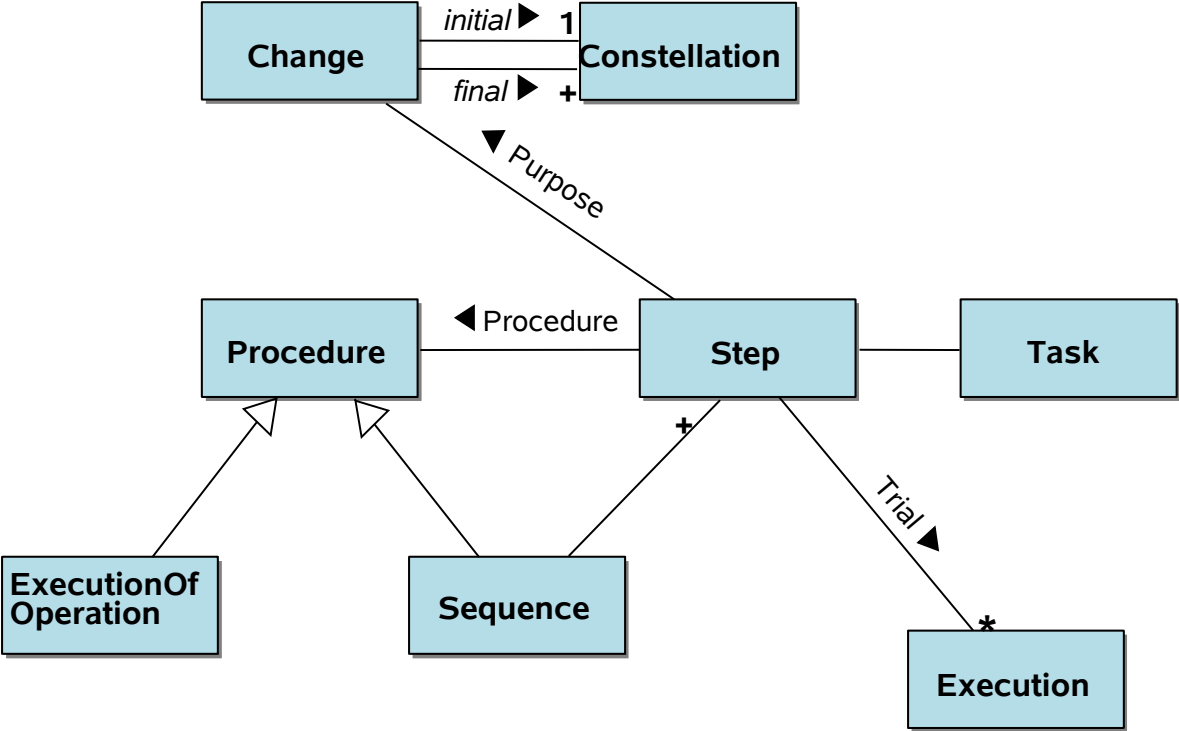 initial ▶ 1
Change
Constellation
final ▶ +
◀ Purpose
◀ Procedure
Procedure
Step
Task
+
Trial ▶
ExecutionOf
Operation
Sequence
*
Execution